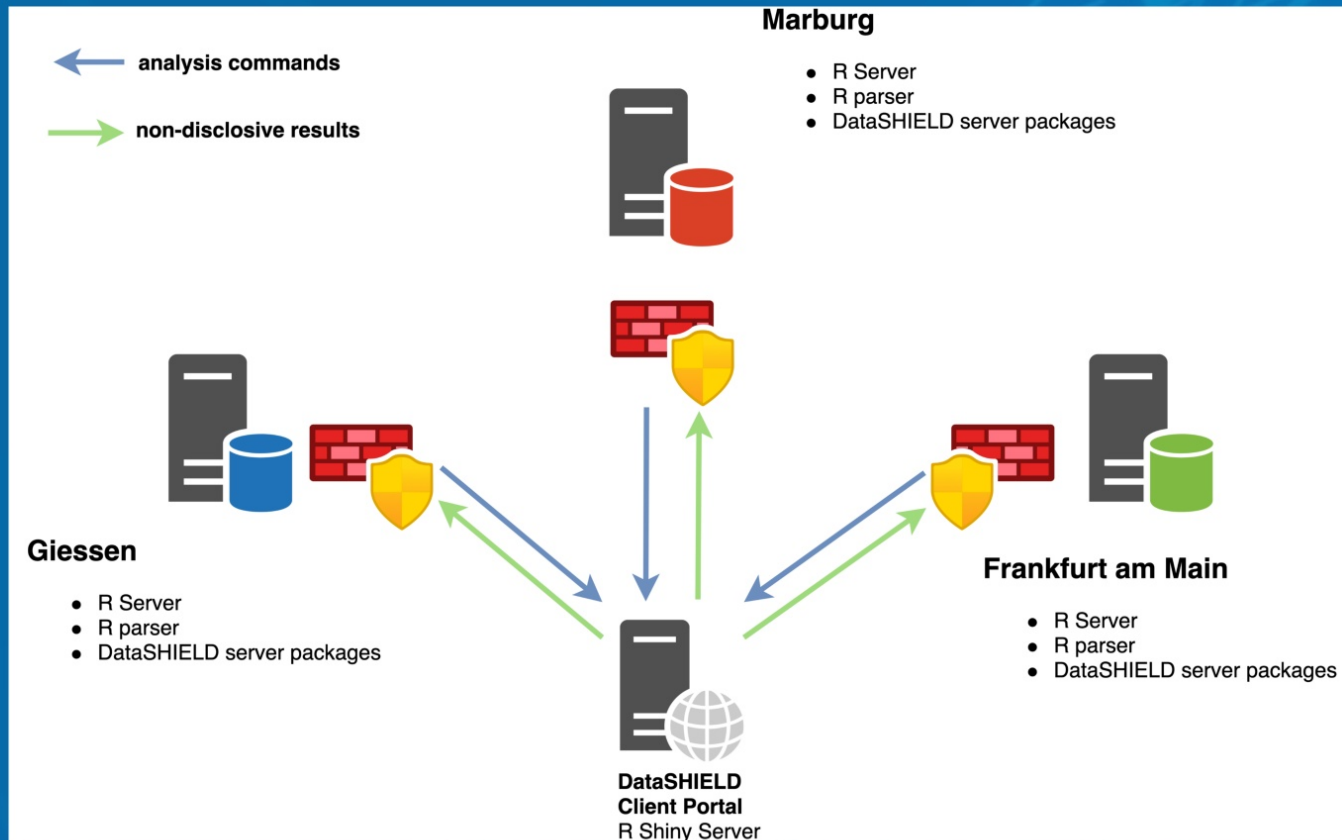 Marburg
analysis commands
non-disclosive results
● R Server
● R parser
● DataSHIELD server packages
Giessen
● R Server
● R parser
● DataSHIELD server packages
Frankfurt am Main
● R Server
● R parser
● DataSHIELD server packages
DataSHIELD
Client Portal
R Shiny Server